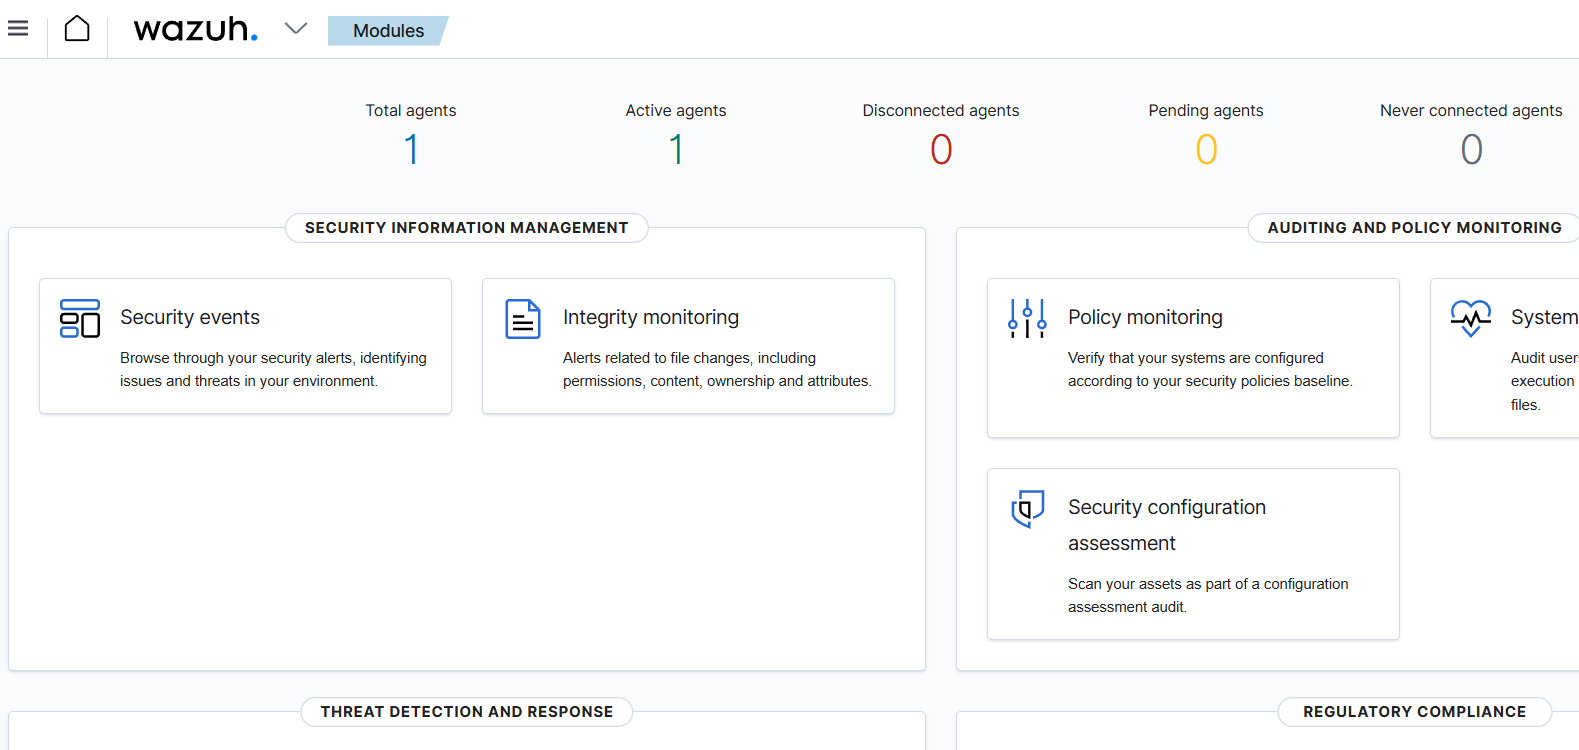 wazuh.
Modules
Total agents
1
Active agents
1
Disconnected agents
0
Pending agents
0
Never connected agents
0
SECURITY INFORMATION MANAGEMENT
Security events
Browse through your security alerts, identifying
issues and threats in your environment.
Integrity monitoring
Alerts related to file changes, including
permissions, content, ownership and attributes.
AUDITING AND POLICY MONITORING
Policy monitoring
Verify that your systems are configured
according to your security policies baseline.
System
Audit user
execution
files.
Security configuration
assessment
Scan your assets as part of a configuration
assessment audit.
THREAT DETECTION AND RESPONSE
REGULATORY COMPLIANCE